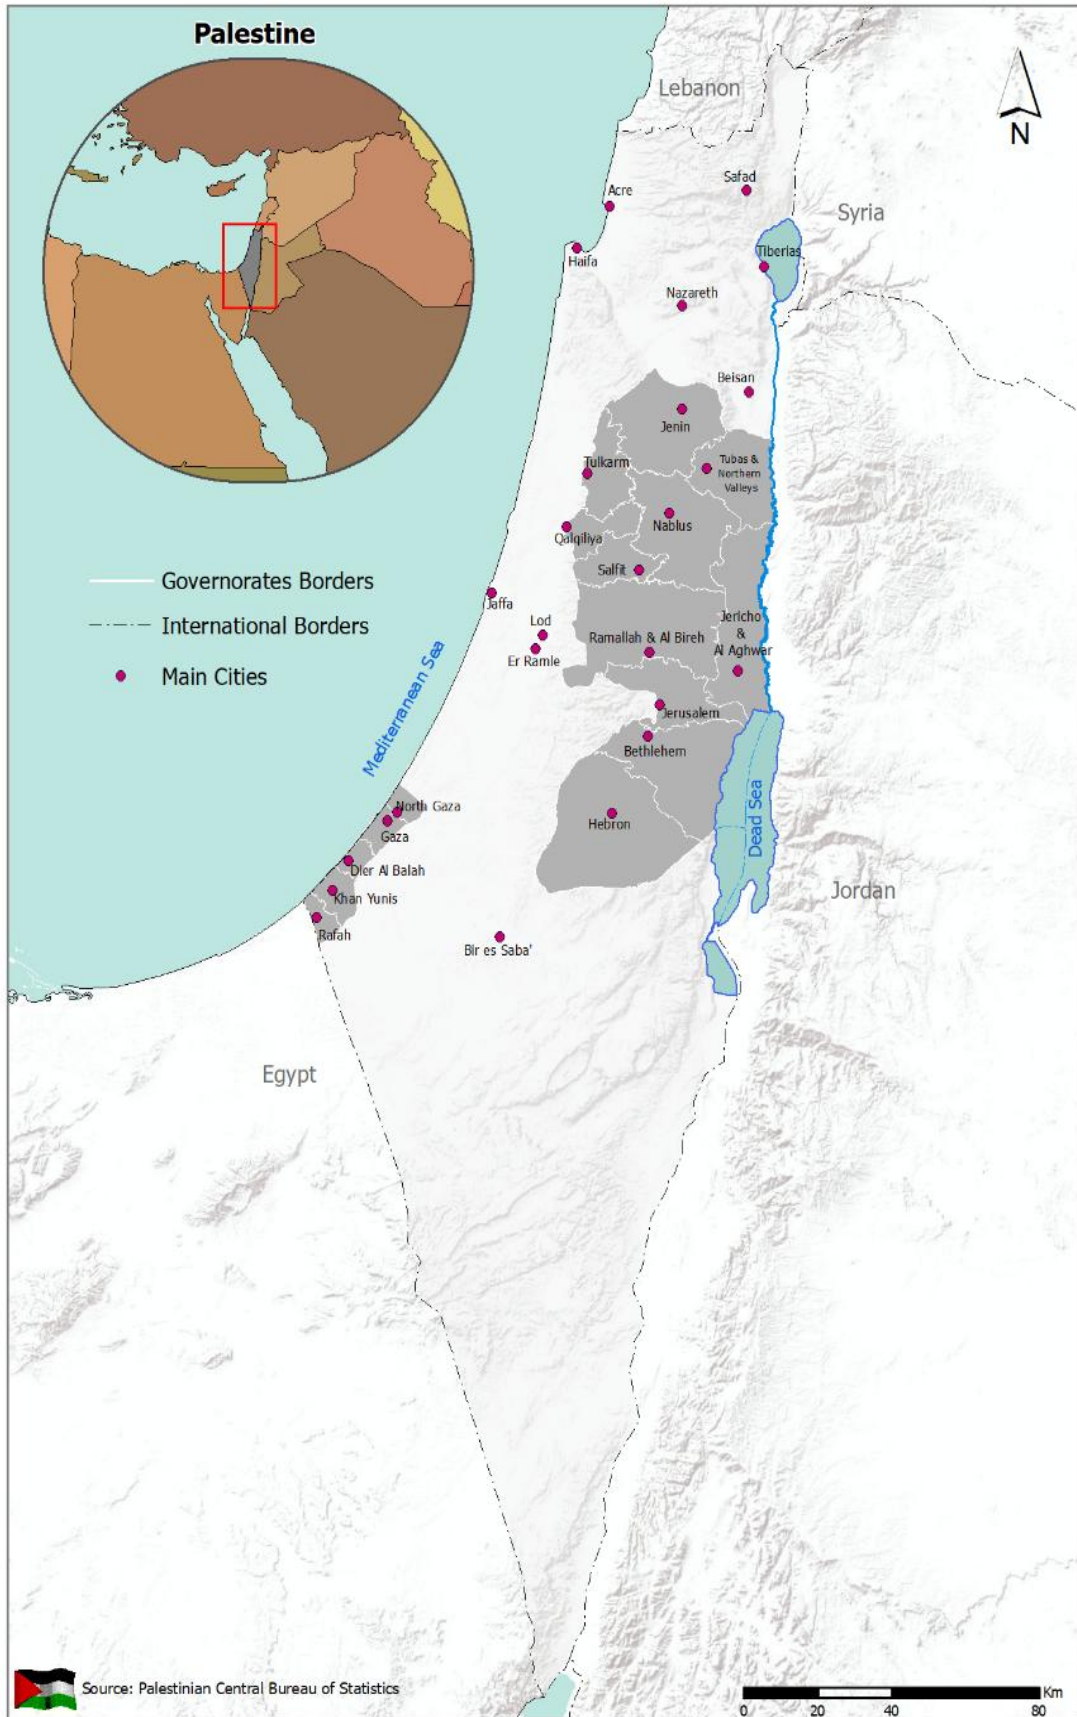 Palestine
Lebanon
N
Safad
Acre
Syria
Haifa
Tiberias
Nazareth
Beisan
Jenin
Tulkarm
Tubas &
Northern
Valleys
Nablus
Qalqiliya
Salfit
Governorates Borders
International Borders
Main Cities
Jaffa
Lod
Er Ramle
Ramallah & Al Bireh
Jericho
&
Al Aghwar
Mediterranean Sea
Jerusalem
Bethlehem
North Gaza
Gaza
Hebron
Dead Sea
Dier Al Balah
Khan Yunis
Jordan
Rafah
Bir es Saba'
Egypt
Source: Palestinian Central Bureau of Statistics
Km
0 20 40 80